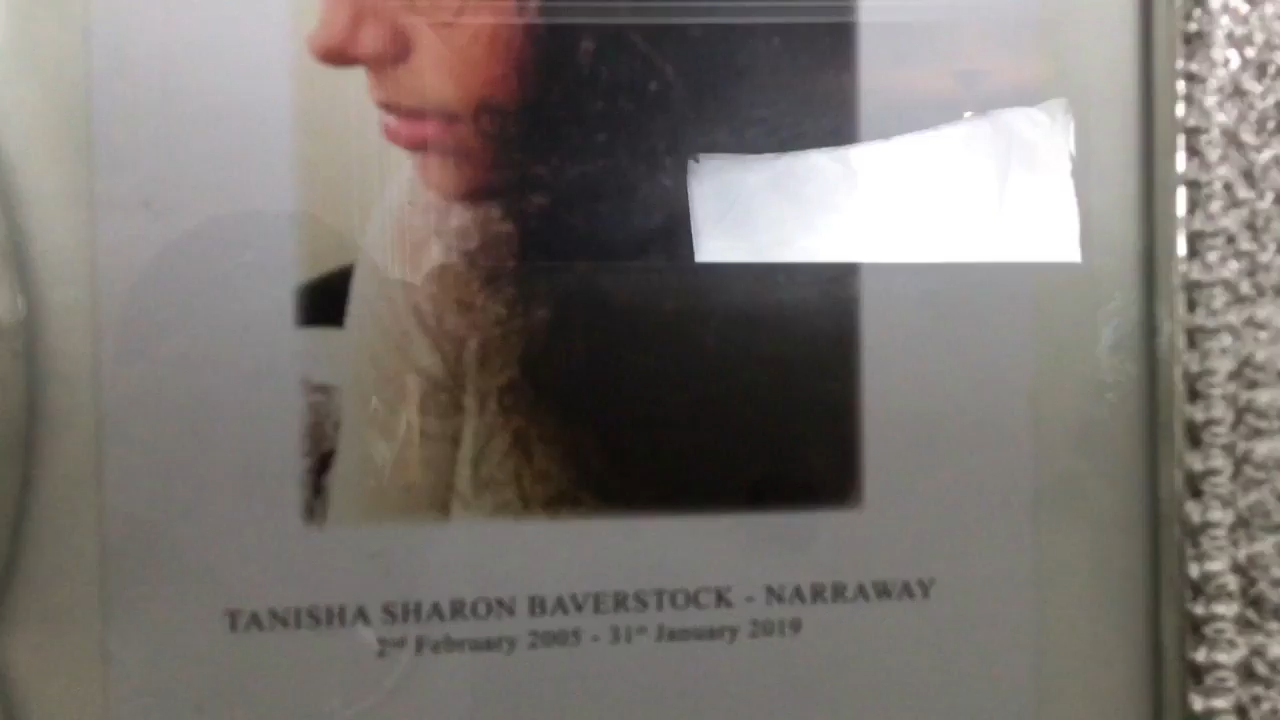 TANISHA SHARON BAVERSTOCK - NARRAWAY
2nd February 2005 - 31st January 2019